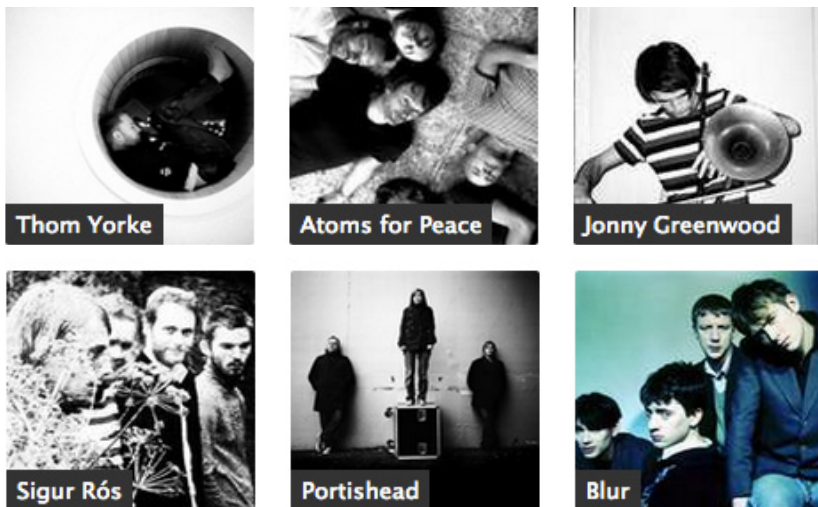 Thom Yorke
Atoms for Peace
Jonny Greenwood
Sigur Rós
Portishead
Blur